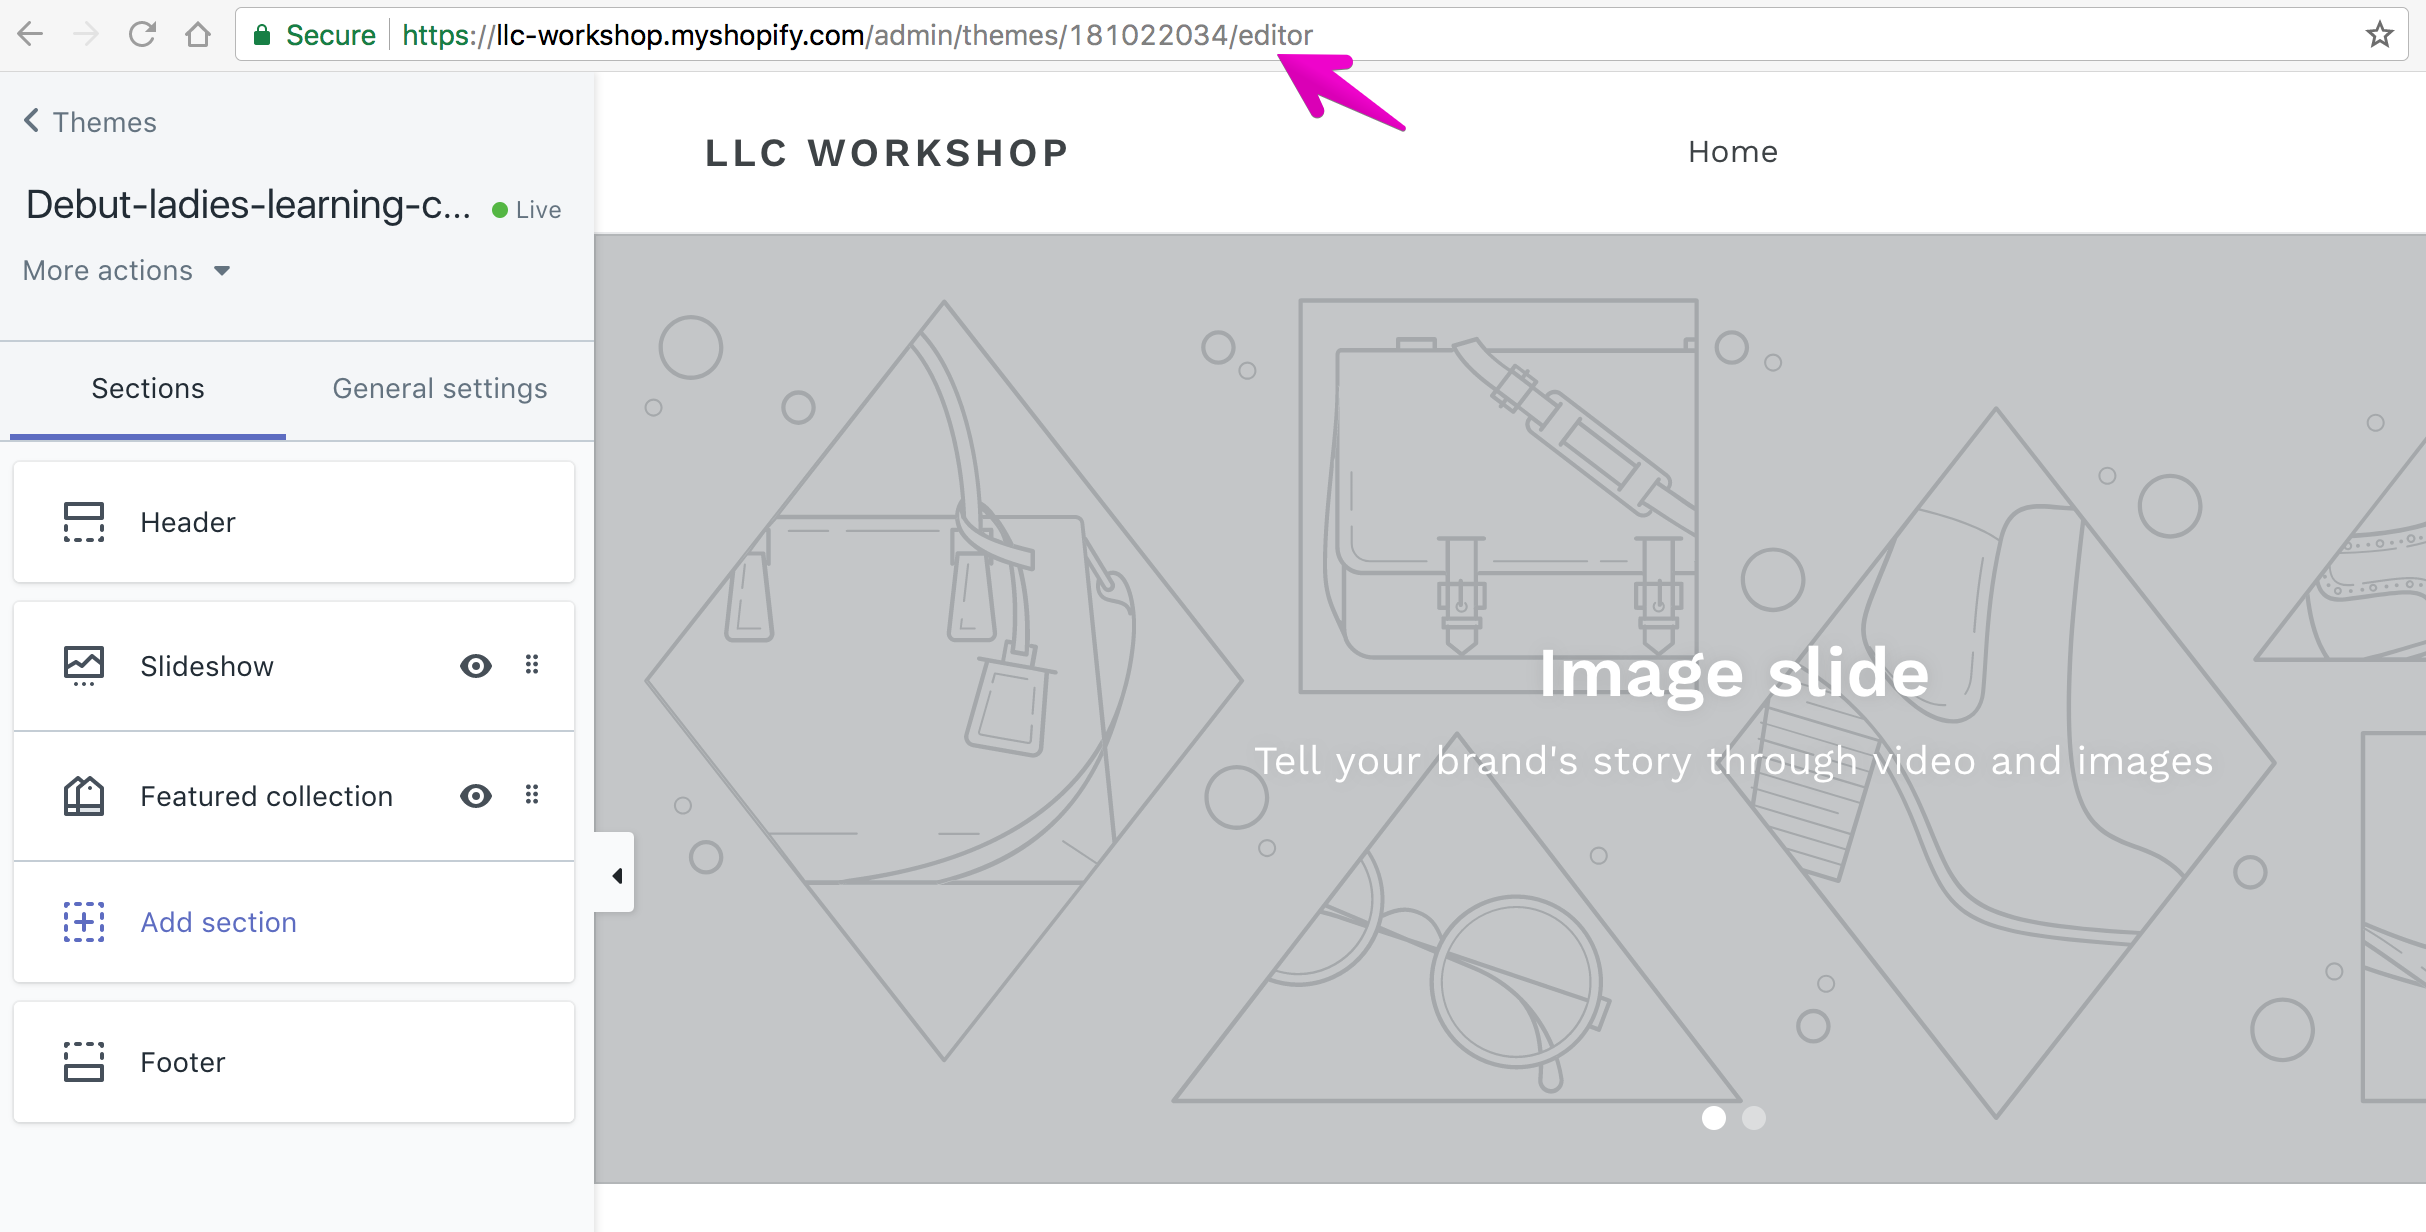 Secure https://llc-workshop.myshopify.com/admin/themes/181022034/editor
Themes
Debut-ladies-learning-c... Live
More actions
Sections General settings
Header
Slideshow
Featured collection
Add section
Footer
LLC WORKSHOP Home
Image slide
Tell your brand's story through video and images